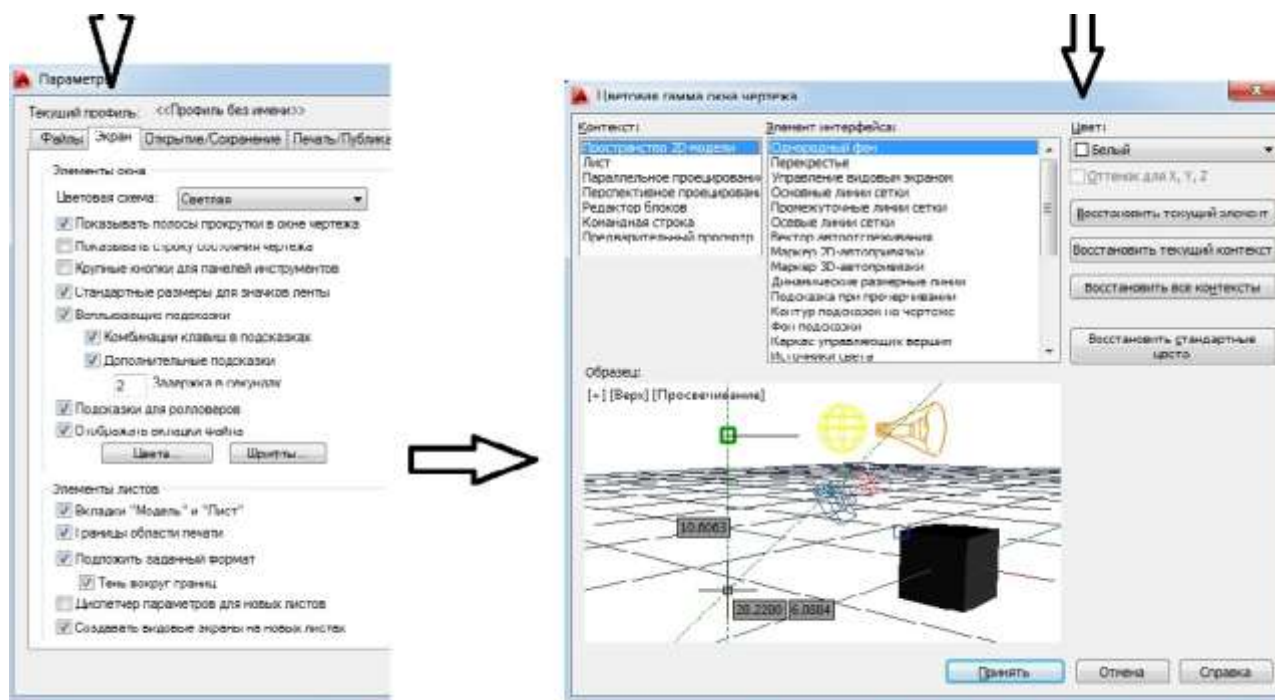 Параметр
Текущий профиль: <<Профиль без имени>>
Файлы Экран Открытие/Сохранение Печать/Публика
Элементы окна
Цветовая схема: Светлая
Показывать полосы прокрутки в окне чертежа
Показывать строку состояния чертежа
Крупные кнопки для панелей инструментов
Стандартные размеры для значков ленты
Всплывающие подсказки
Комбинации клавиш в подсказках
Дополнительные подсказки
2 Задержка в секундах
Подсказки для ролловеров
Отображать вкладки файла
Цвета... Шрифты...
Элементы листов
Вкладки "Модель" и "Лист"
Границы области печати
Подложить заданный формат
Тень вокруг границ
Диспетчер параметров для новых листов
Создавать видовые экраны на новых листах
Цветовая гамма окна чертежа
Контекст:
Пространство 2D-модели
Лист
Параллельное проецировани
Перспективное проецирован
Редактор блоков
Командная строка
Предварительный просмотр
Элемент интерфейса:
Однородный фон
Перекрестье
Управление видовым экраном
Основные линии сетки
Промежуточные линии сетки
Осевые линии сетки
Вектор автоотслеживания
Маркер 2D-автопривязки
Маркер 3D-автопривязки
Динамические размерные линии
Подсказка при прочерчивании
Контур подсказок на чертеже
Фон подсказки
Каркас управляющих вершин
Источники света
Цвет:
Белый
Оттенок для X, Y, Z
Восстановить текущий элемент
Восстановить текущий контекст
Восстановить все контексты
Восстановить стандартные
цвета
Образец:
[+] [Верх] [Просвечивание]
10.6063
28.2200 6.0884
Принять Отмена Справка